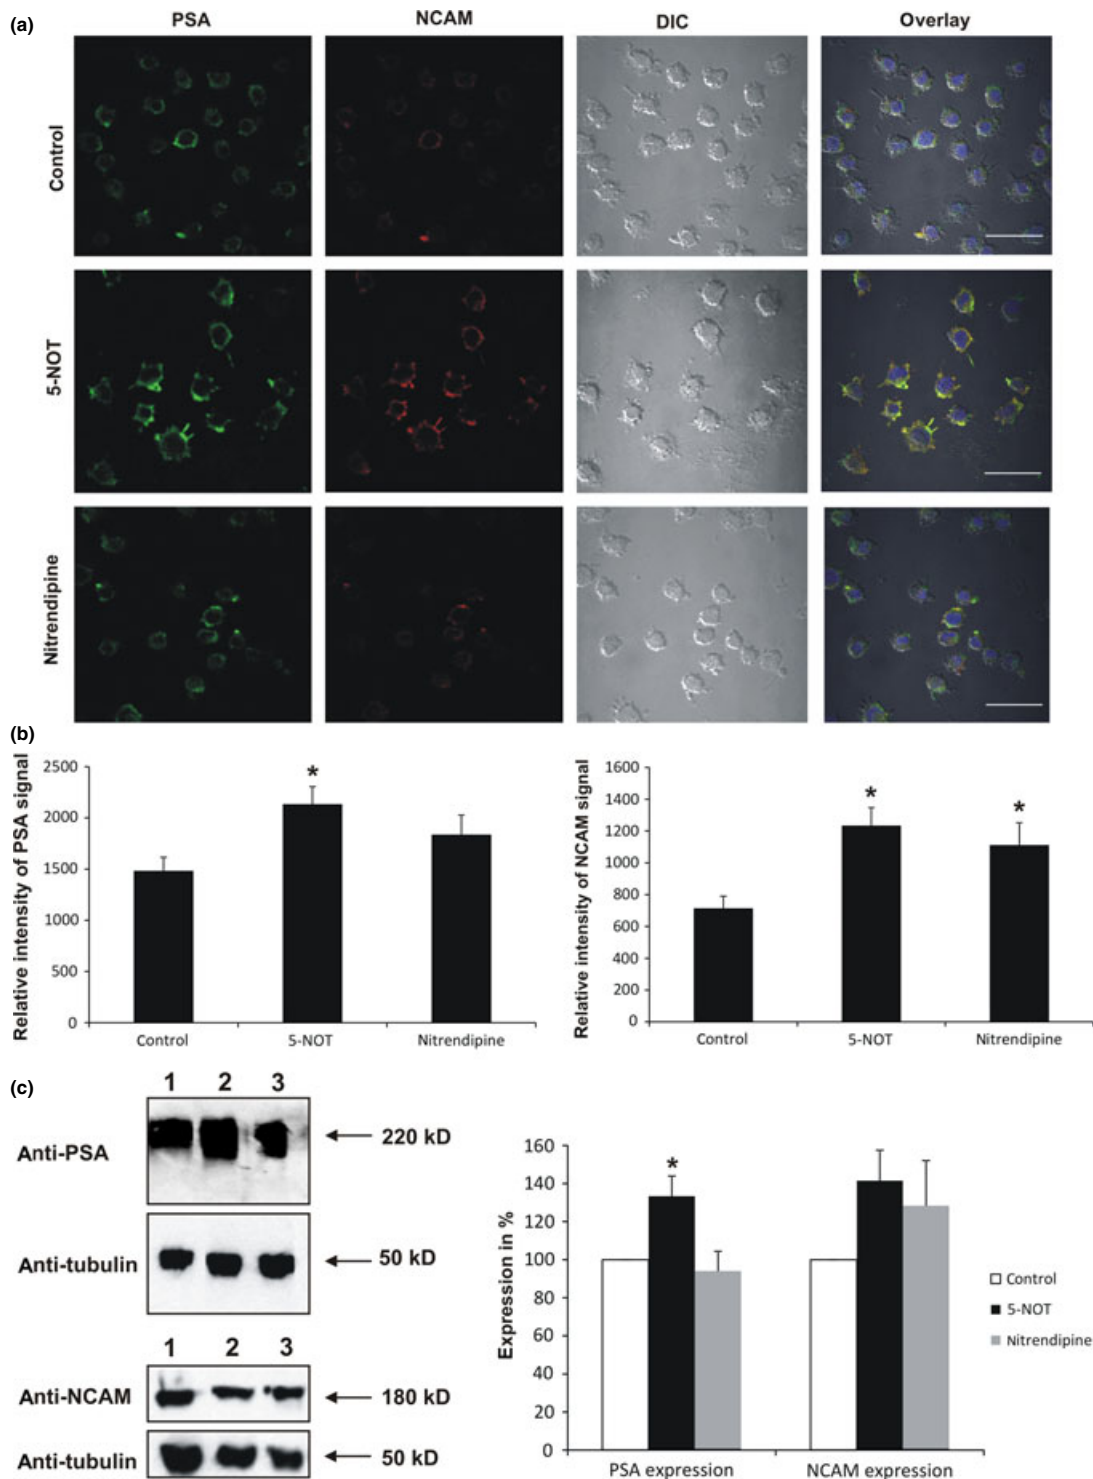 (a)
PSA NCAM DIC Overlay
Control
5-NOT
Nitrendipine
(b)
Relative intensity of PSA signal
2500
2000
1500
1000
500
0
Control 5-NOT Nitrendipine
*
Relative intensity of NCAM signal
1600
1400
1200
1000
800
600
400
200
0
Control 5-NOT Nitrendipine
* *
(c)
1 2 3
Anti-PSA 220 kD
Anti-tubulin 50 kD
1 2 3
Anti-NCAM 180 kD
Anti-tubulin 50 kD
Expression in %
160
140
120
100
80
60
40
20
0
*
PSA expression NCAM expression
Control
5-NOT
Nitrendipine